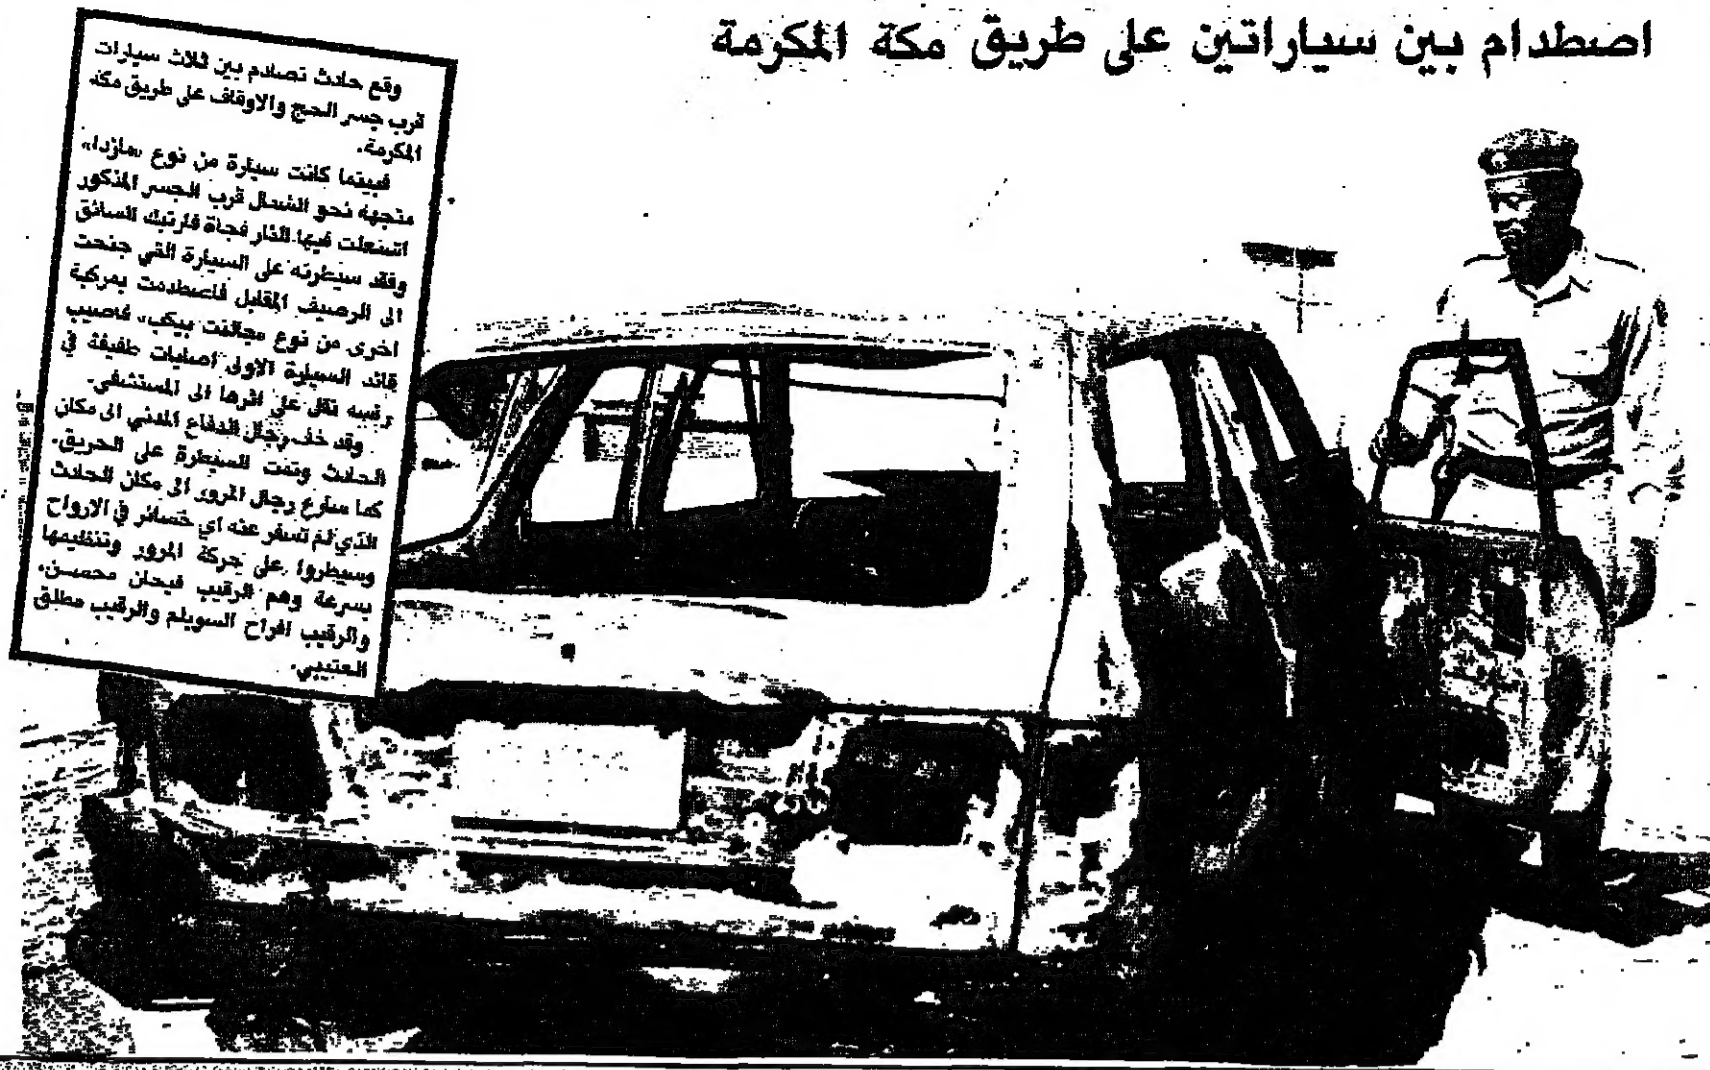 اصطدام بين سياراتين على طريق مكة المكرمة
وقع حادث تصادم بين ثلاث سيارات
قرب جسر الحج والاوقاف على طريق مكة
المكرمة.
فبينما كانت سيارة من نوع «مازدا»
متجهة نحو الشمال قرب الجسر المذكور
اشتعلت فيها النار فجأة فارتبك السائق
وفقد سيطرته على السيارة التي جنحت
الى الرصيف المقابل فاصطدمت بمركبة
اخرى من نوع بيكب، فاصيب
قائد السيارة الاولى اصابات طفيفة في
رقبته نقل على اثرها الى المستشفى.
وقد خف رجال الدفاع المدني الى مكان
الحادث وتمت السيطرة على الحريق.
كما سارع رجال المرور الى مكان الحادث
الذي لم تسفر عنه اي خسائر في الارواح
وسيطروا على حركة المرور وتنظيمها
بسرعة وهم الرقيب فيحان محسن،
والرقيب افراح السويلم والرقيب مطلق
العتيبي.